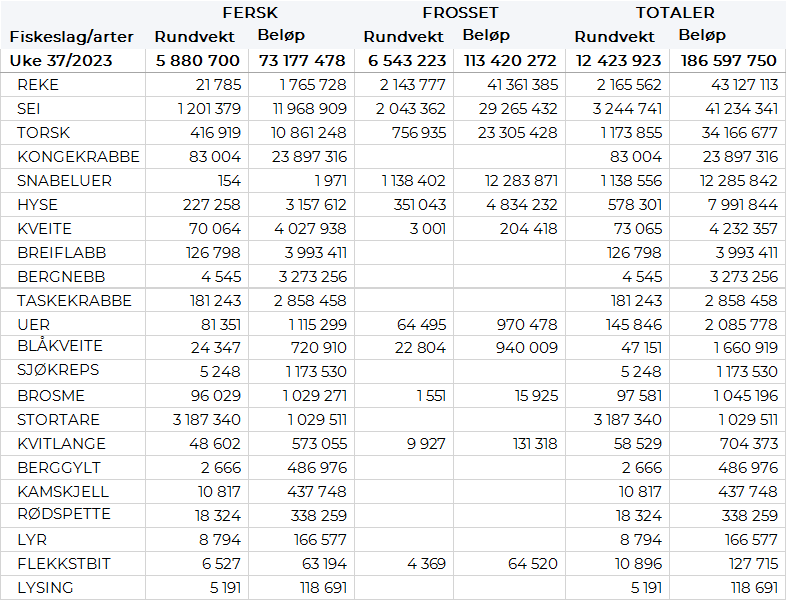 FERSK FROSSET TOTALER
Fiskeslag/arter Rundvekt Beløp Rundvekt Beløp Rundvekt Beløp
Uke 37/2023 5 880 700 73 177 478 6 543 223 113 420 272 12 423 923 186 597 750
REKE 21 785 1 765 728 2 143 777 41 361 385 2 165 562 43 127 113
SEI 1 201 379 11 968 909 2 043 362 29 265 432 3 244 741 41 234 341
TORSK 416 919 10 861 248 756 935 23 305 428 1 173 855 34 166 677
KONGEKRABBE 83 004 23 897 316 83 004 23 897 316
SNABELUER 154 1 971 1 138 402 12 283 871 1 138 556 12 285 842
HYSE 227 258 3 157 612 351 043 4 834 232 578 301 7 991 844
KVEITE 70 064 4 027 938 3 001 204 418 73 065 4 232 357
BREIFLABB 126 798 3 993 411 126 798 3 993 411
BERGNEBB 4 545 3 273 256 4 545 3 273 256
TASKEKRABBE 181 243 2 858 458 181 243 2 858 458
UER 81 351 1 115 299 64 495 970 478 145 846 2 085 778
BLÅKVEITE 24 347 720 910 22 804 940 009 47 151 1 660 919
SJØKREPS 5 248 1 173 530 5 248 1 173 530
BROSME 96 029 1 029 271 1 551 15 925 97 581 1 045 196
STORTARE 3 187 340 1 029 511 3 187 340 1 029 511
KVITLANGE 48 602 573 055 9 927 131 318 58 529 704 373
BERGGYLT 2 666 486 976 2 666 486 976
KAMSKJELL 10 817 437 748 10 817 437 748
RØDSPETTE 18 324 338 259 18 324 338 259
LYR 8 794 166 577 8 794 166 577
FLEKKSTBIT 6 527 63 194 4 369 64 520 10 896 127 715
LYSING 5 191 118 691 5 191 118 691